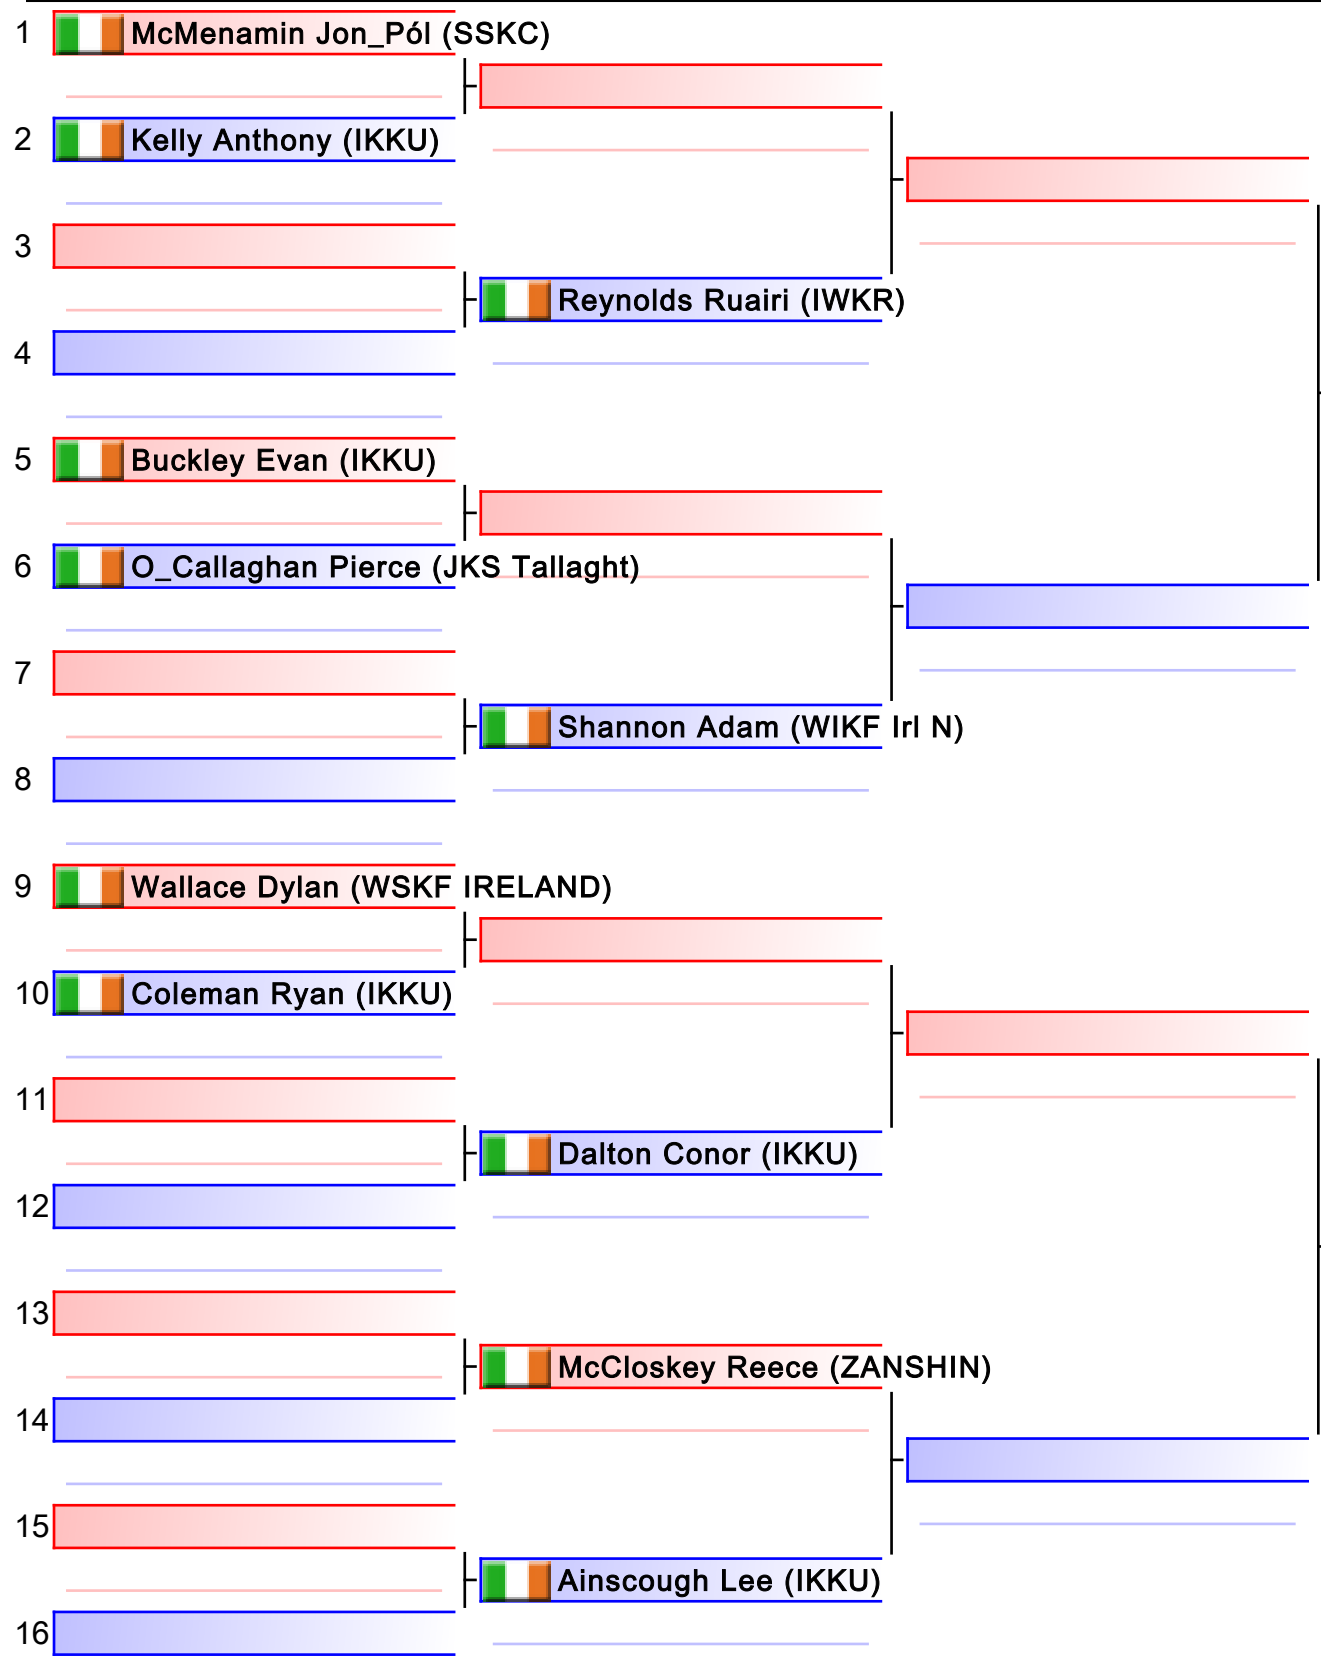 1 McMenamin Jon_Pól (SSKC)
2 Kelly Anthony (IKKU)
3
Reynolds Ruairi (IWKR)
4
5 Buckley Evan (IKKU)
6 O_Callaghan Pierce (JKS Tallaght)
7
Shannon Adam (WIKF Irl N)
8
9 Wallace Dylan (WSKF IRELAND)
10 Coleman Ryan (IKKU)
11
Dalton Conor (IKKU)
12
13
McCloskey Reece (ZANSHIN)
14
15
Ainscough Lee (IKKU)
16